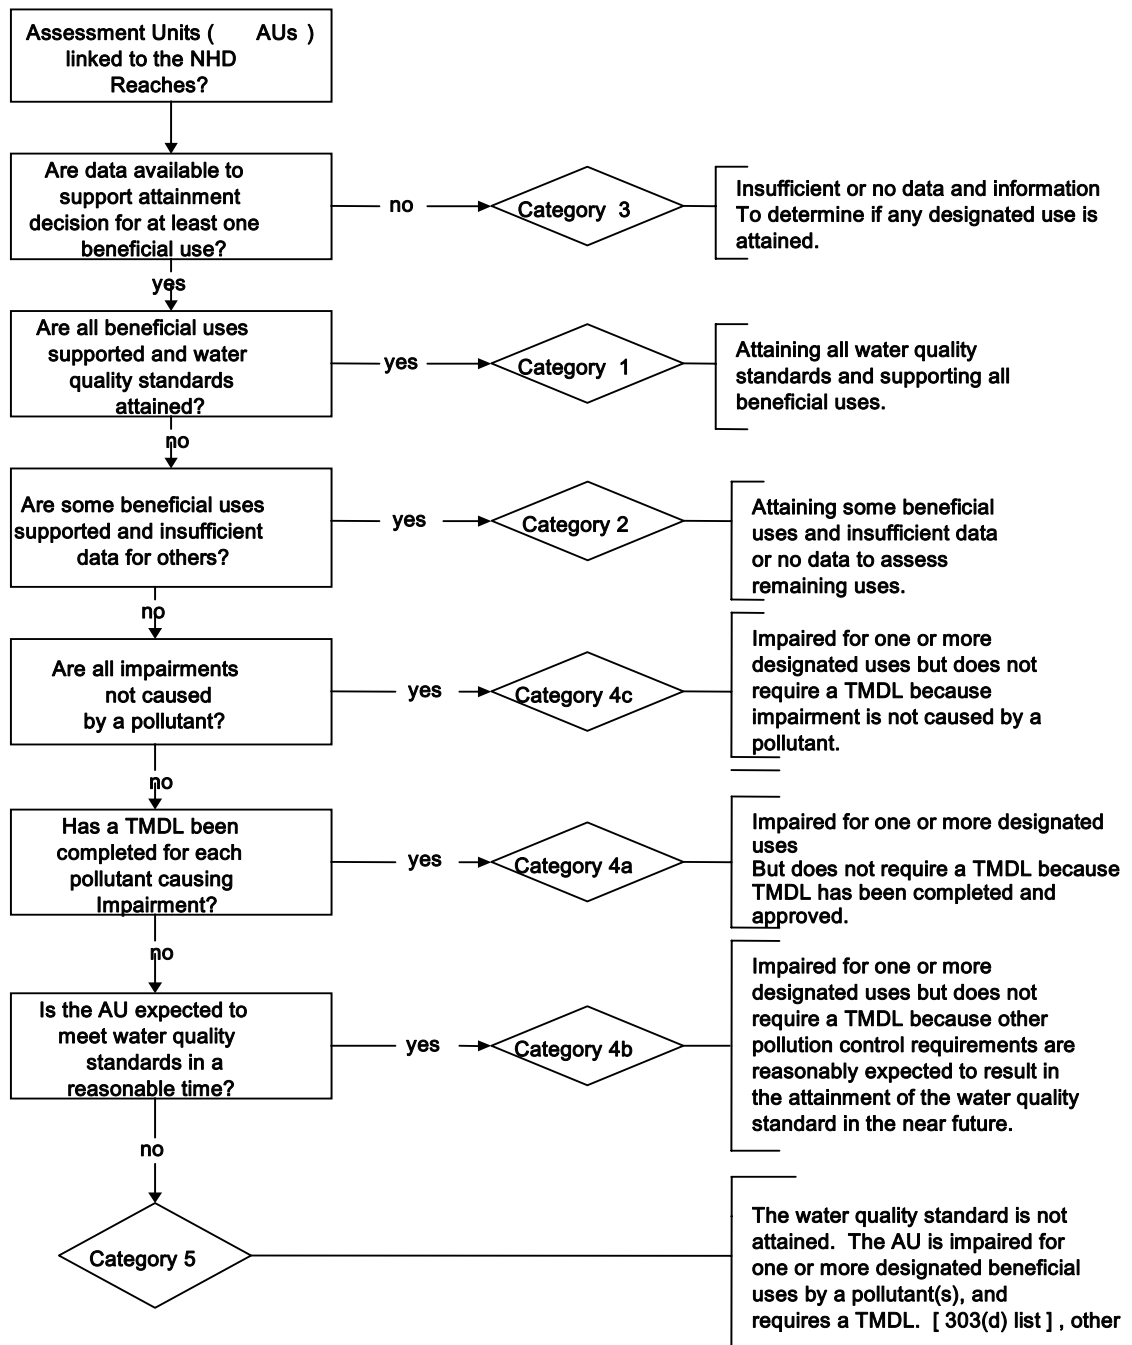 Assessment Units ( AUs )
linked to the NHD
Reaches?
Are data available to
support attainment
decision for at least one
beneficial use?
no
Category 3
Insufficient or no data and information
To determine if any designated use is
attained.
yes
Are all beneficial uses
supported and water
quality standards
attained?
yes
Category 1
Attaining all water quality
standards and supporting all
beneficial uses.
no
Are some beneficial uses
supported and insufficient
data for others?
yes
Category 2
Attaining some beneficial
uses and insufficient data
or no data to assess
remaining uses.
no
Are all impairments
not caused
by a pollutant?
yes
Category 4c
Impaired for one or more
designated uses but does not
require a TMDL because
impairment is not caused by a
pollutant.
no
Has a TMDL been
completed for each
pollutant causing
Impairment?
yes
Category 4a
Impaired for one or more designated
uses
But does not require a TMDL because
TMDL has been completed and
approved.
no
Is the AU expected to
meet water quality
standards in a
reasonable time?
yes
Category 4b
Impaired for one or more
designated uses but does not
require a TMDL because other
pollution control requirements are
reasonably expected to result in
the attainment of the water quality
standard in the near future.
no
Category 5
The water quality standard is not
attained. The AU is impaired for
one or more designated beneficial
uses by a pollutant(s), and
requires a TMDL. [ 303(d) list ] , other